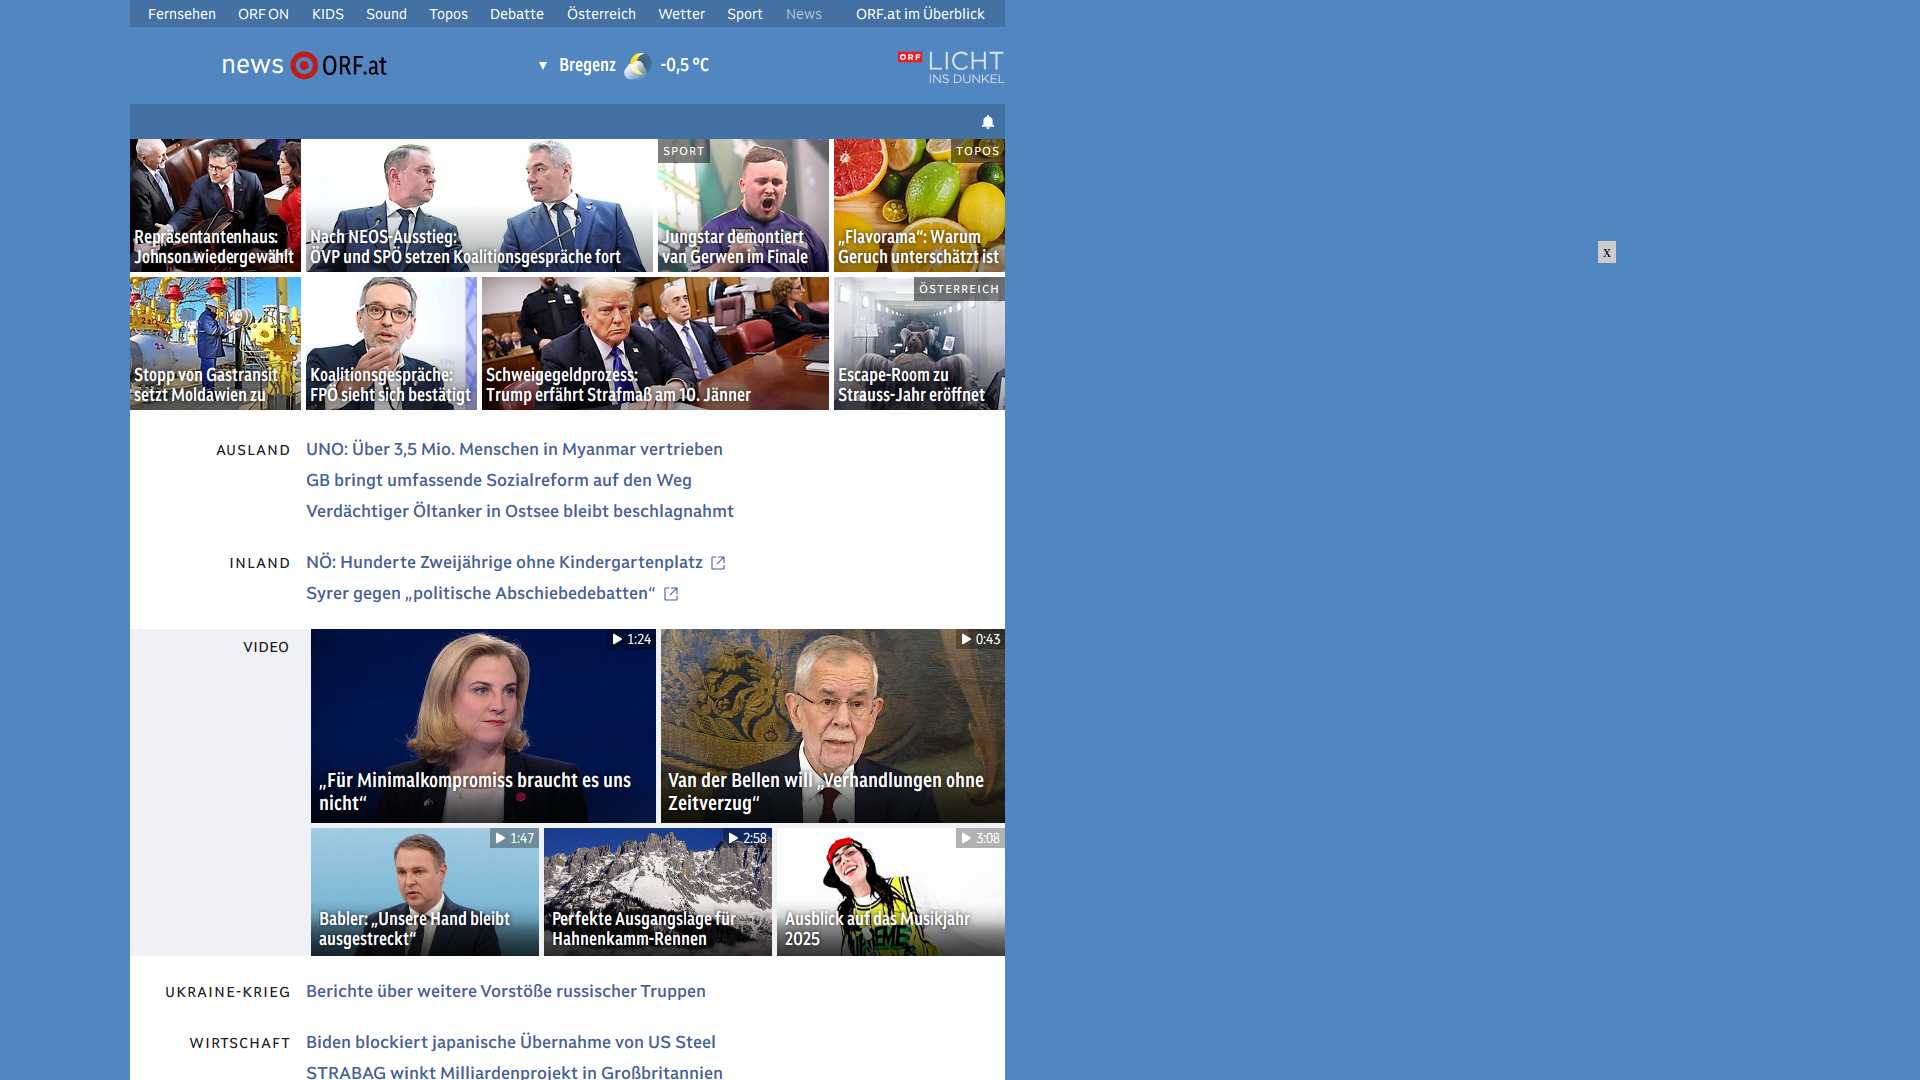 Fernsehen ORF ON KIDS Sound Topos Debatte Österreich Wetter Sport News ORF.at im Überblick
news ORF.at
▼ Bregenz -0,5 °C
ORF LICHT
INS DUNKEL
Repräsentantenhaus:
Johnson wiedergewählt
Nach NEOS-Ausstieg:
ÖVP und SPÖ setzen Koalitionsgespräche fort
SPORT
Jungstar demontiert
van Gerwen im Finale
TOPOS
„Flavorama“: Warum
Geruch unterschätzt ist
x
Stopp von Gastransit
setzt Moldawien zu
Koalitionsgespräche:
FPÖ sieht sich bestätigt
Schweigegeldprozess:
Trump erfährt Strafmaß am 10. Jänner
ÖSTERREICH
Escape-Room zu
Strauss-Jahr eröffnet
AUSLAND
UNO: Über 3,5 Mio. Menschen in Myanmar vertrieben
GB bringt umfassende Sozialreform auf den Weg
Verdächtiger Öltanker in Ostsee bleibt beschlagnahmt
INLAND
NÖ: Hunderte Zweijährige ohne Kindergartenplatz
Syrer gegen „politische Abschiebedebatten“
VIDEO
1:24
„Für Minimalkompromiss braucht es uns
nicht“
0:43
Van der Bellen will „Verhandlungen ohne
Zeitverzug“
1:47
Babler: „Unsere Hand bleibt
ausgestreckt“
2:58
Perfekte Ausgangslage für
Hahnenkamm-Rennen
3:08
Ausblick auf das Musikjahr
2025
UKRAINE-KRIEG
Berichte über weitere Vorstöße russischer Truppen
WIRTSCHAFT
Biden blockiert japanische Übernahme von US Steel
STRABAG winkt Milliardenprojekt in Großbritannien